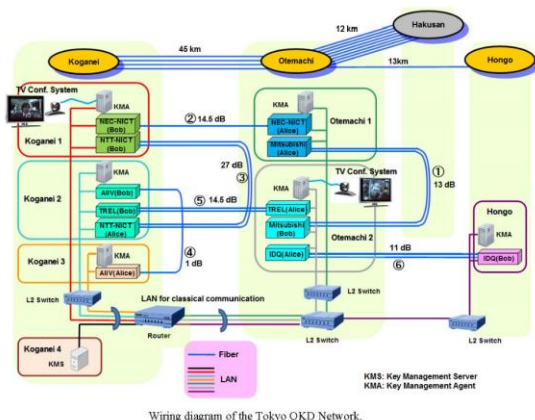 Hakusan
12 km
Koganei
45 km
Otemachi
13km
Hongo
TV Conf. System
KMA
NEC-NICT (Bob)
NTT-NICT (Bob)
Koganei 1
② 14.5 dB
③
27 dB
KMA
NEC-NICT (Alice)
Mitsubishi (Alice)
Otemachi 1
①
13 dB
KMA
AIIV(Bob)
TREL(Bob)
NTT-NICT (Alice)
Koganei 2
⑤ 14.5 dB
TV Conf. System
KMA
TREL(Alice)
Mitsubishi (Bob)
IDQ(Alice)
Otemachi 2
④
1 dB
11 dB
⑥
Hongo
KMA
IDQ(Bob)
KMA
AIIV(Alice)
Koganei 3
L2 Switch
LAN for classical communication
Router
L2 Switch
L2 Switch
L2 Switch
Koganei 4
KMS
Fiber
LAN
KMS: Key Management Server
KMA: Key Management Agent
Wiring diagram of the Tokyo QKD Network.